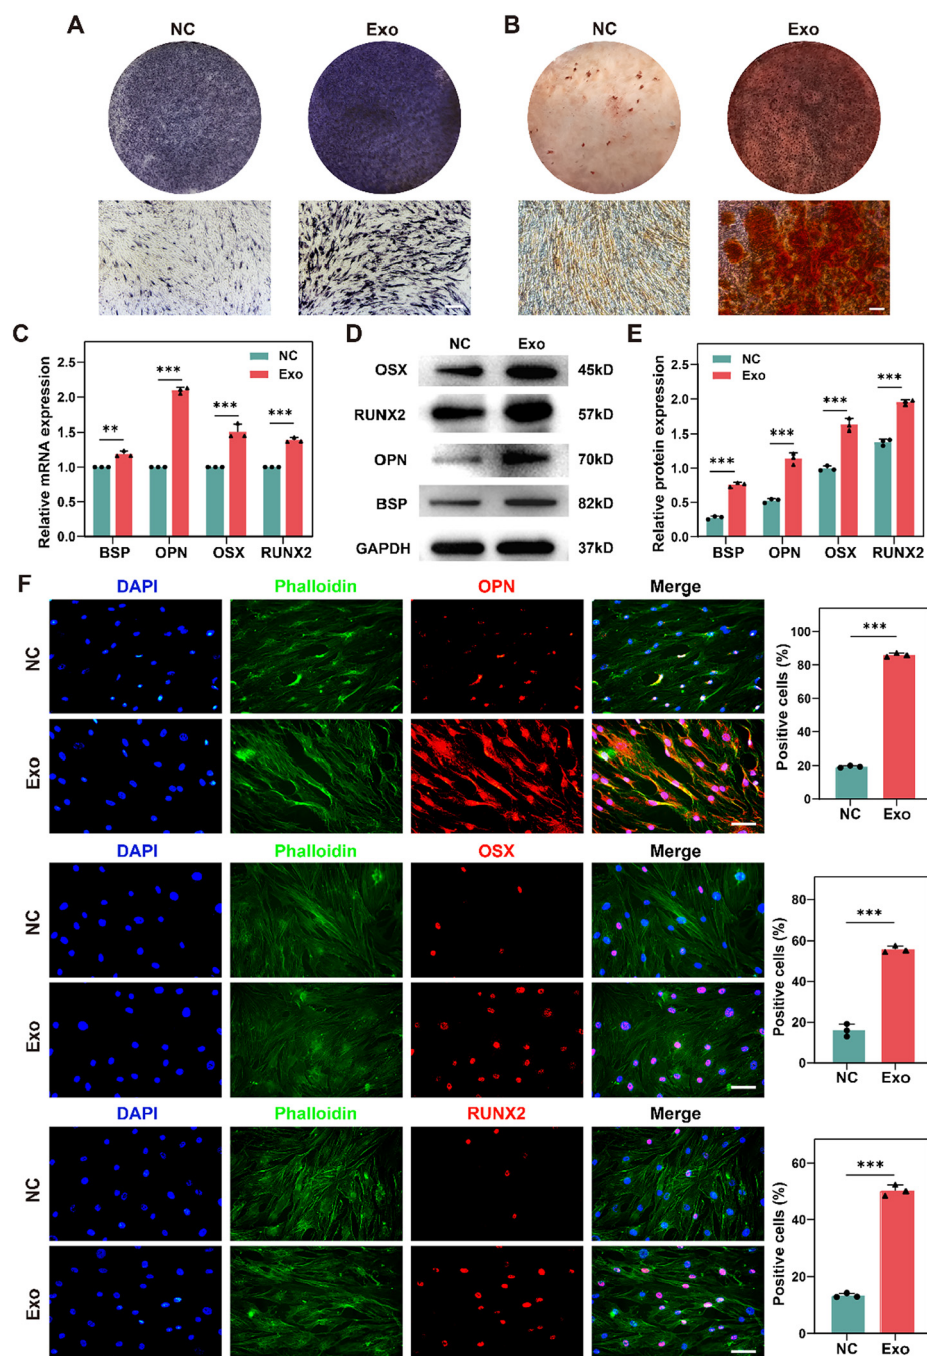 A
NC
Exo
B
NC
Exo
C
Relative mRNA expression
2.5
2.0
1.5
1.0
0.5
0.0
NC
Exo
**
***
***
***
BSP
OPN
OSX
RUNX2
D
NC
Exo
OSX
45kD
RUNX2
57kD
OPN
70kD
BSP
82kD
GAPDH
37kD
E
Relative protein expression
2.5
2.0
1.5
1.0
0.5
0.0
NC
Exo
***
***
***
***
BSP
OPN
OSX
RUNX2
F
DAPI
Phalloidin
OPN
Merge
NC
Exo
Positive cells (%)
100
80
60
40
20
0
***
NC
Exo
DAPI
Phalloidin
OSX
Merge
NC
Exo
Positive cells (%)
80
60
40
20
0
***
NC
Exo
DAPI
Phalloidin
RUNX2
Merge
NC
Exo
Positive cells (%)
60
40
20
0
***
NC
Exo